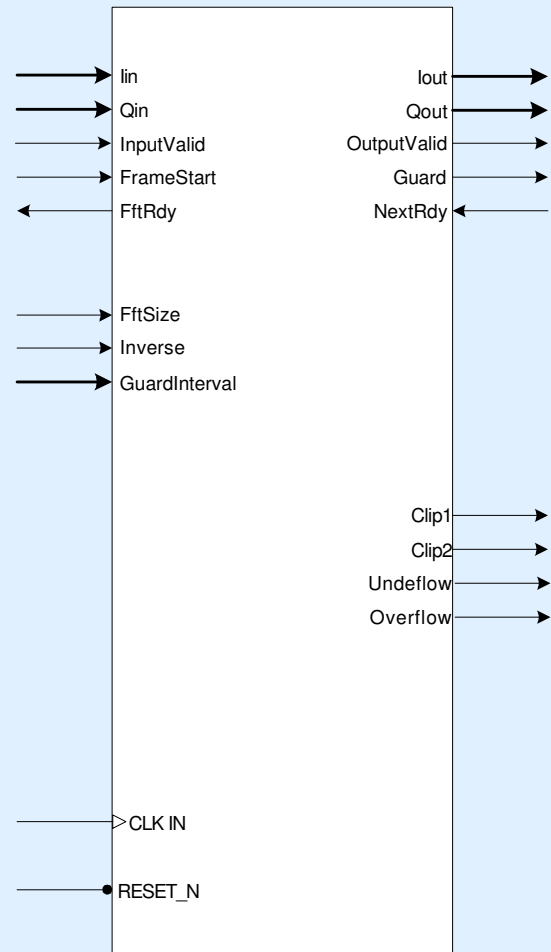 Iin
Qin
InputValid
FrameStart
FftRdy
FftSize
Inverse
GuardInterval
CLK IN
RESET_N
Iout
Qout
OutputValid
Guard
NextRdy
Clip1
Clip2
Undeflow
Overflow